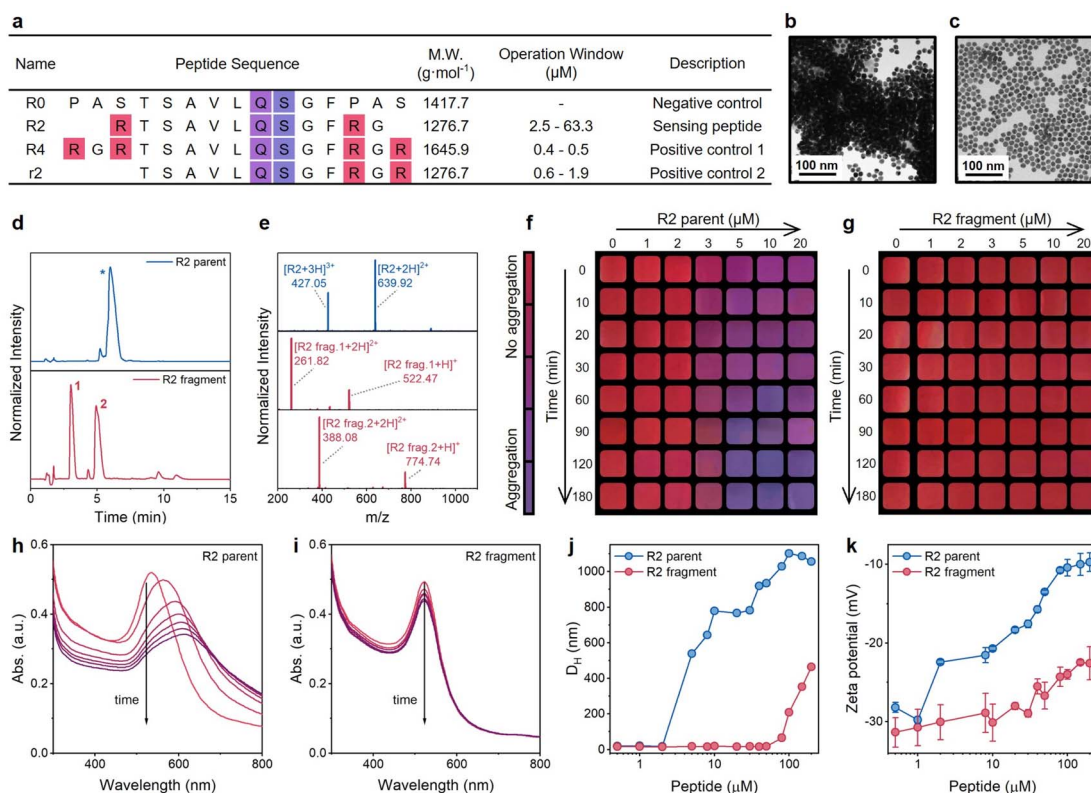 a
Name Peptide Sequence M.W. (g·mol⁻¹) Operation Window (µM) Description
R0 P A S T S A V L Q S G F P A S 1417.7 - Negative control
R2 R T S A V L Q S G F R G 1276.7 2.5 - 63.3 Sensing peptide
R4 R G R T S A V L Q S G F R G R 1645.9 0.4 - 0.5 Positive control 1
r2 T S A V L Q S G F R G R 1276.7 0.6 - 1.9 Positive control 2
b
100 nm
c
100 nm
d
R2 parent
*
R2 fragment
1
2
Normalized Intensity
0 5 10 15
Time (min)
e
[R2+3H]³⁺
427.05
[R2+2H]²⁺
639.92
[R2 frag.1+2H]²⁺
261.82
[R2 frag.1+H]⁺
522.47
[R2 frag.2+2H]²⁺
388.08
[R2 frag.2+H]⁺
774.74
Normalized Intensity
200 400 600 800 1000
m/z
No aggregation
Aggregation
f
R2 parent (µM)
0 1 2 3 5 10 20
Time (min)
0
10
20
30
60
90
120
180
g
R2 fragment (µM)
0 1 2 3 5 10 20
Time (min)
0
10
20
30
60
90
120
180
h
R2 parent
time
Abs. (a.u.)
0.6
0.4
0.2
0.0
400 600 800
Wavelength (nm)
i
R2 fragment
time
Abs. (a.u.)
0.6
0.4
0.2
0.0
400 600 800
Wavelength (nm)
j
R2 parent
R2 fragment
D_H (nm)
1000
800
600
400
200
0
1 10 100
Peptide (µM)
k
R2 parent
R2 fragment
Zeta potential (mV)
-10
-20
-30
1 10 100
Peptide (µM)